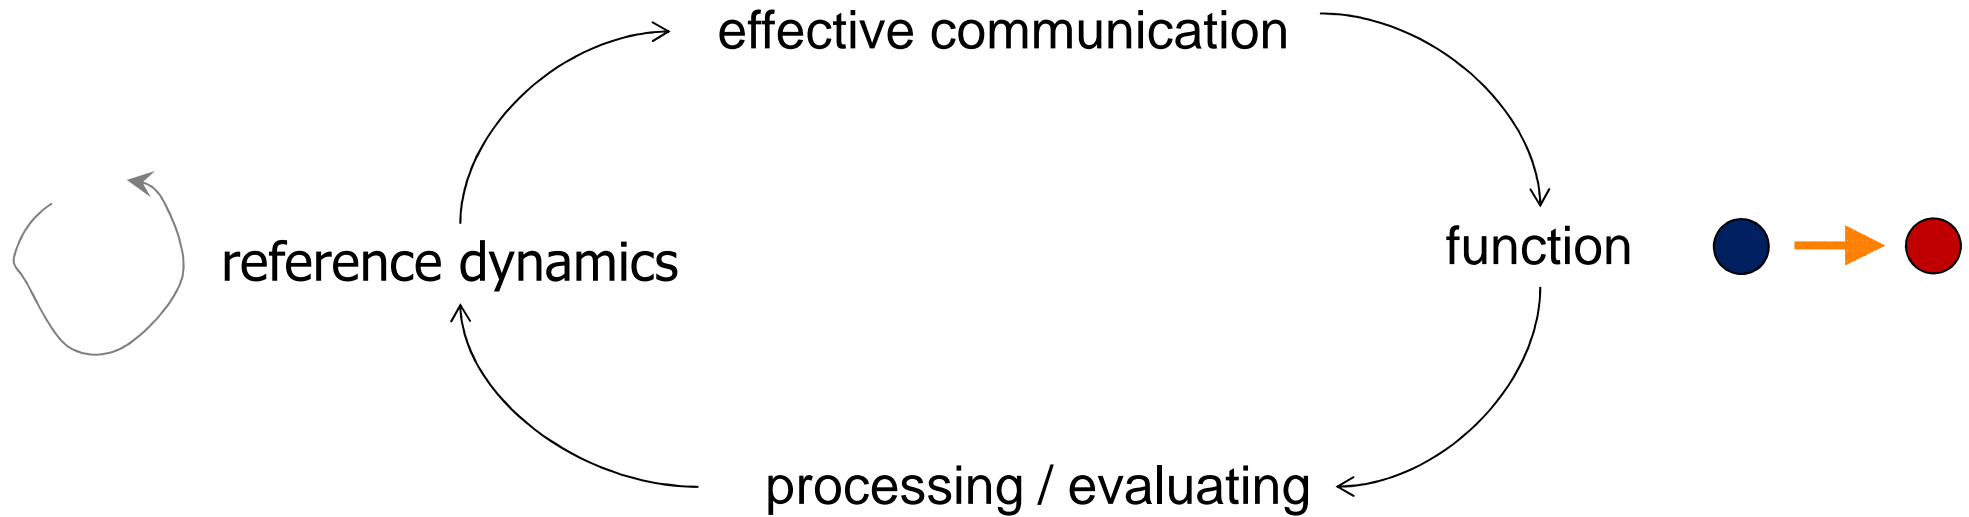 effective communication
reference dynamics
function
processing / evaluating